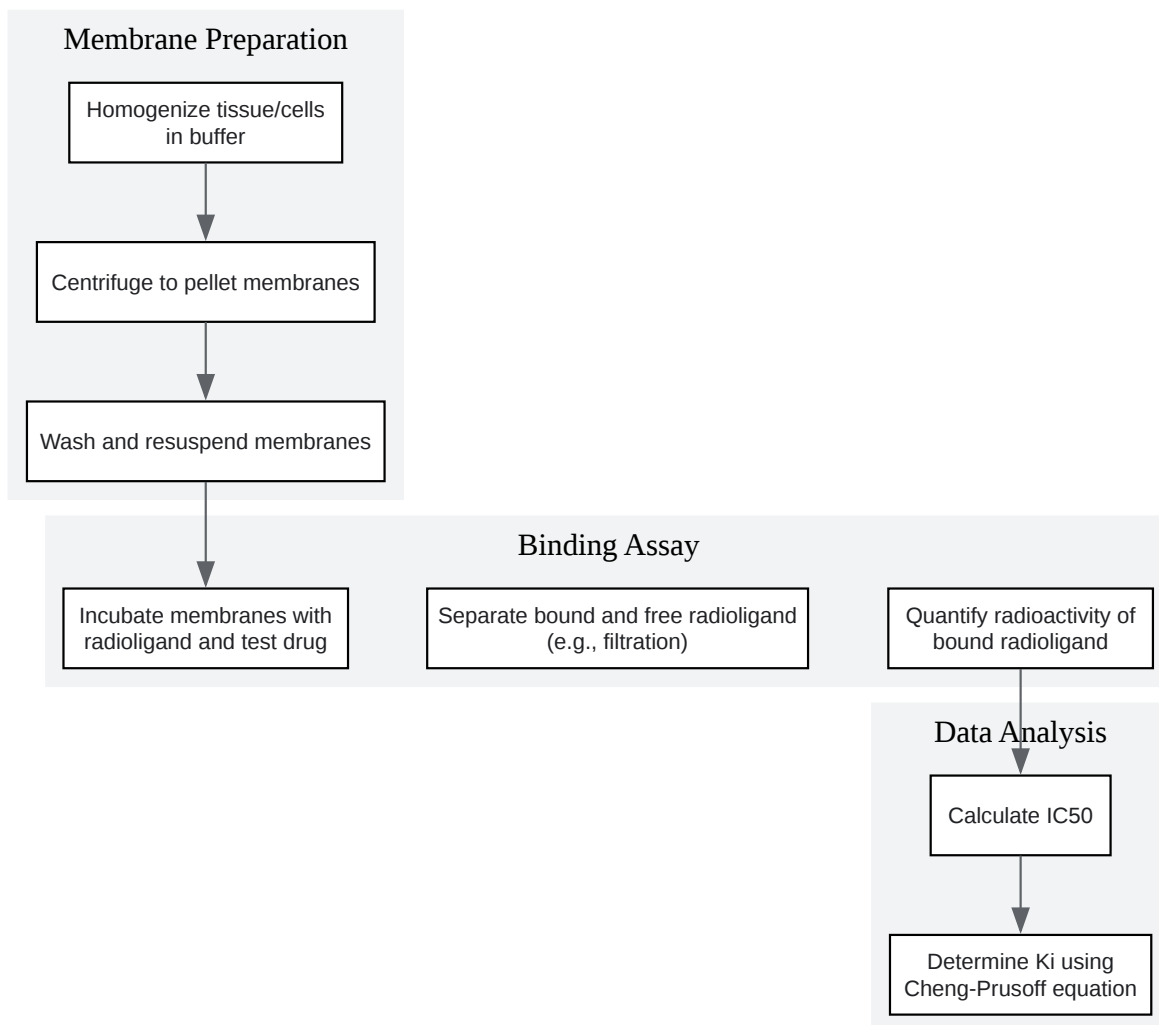 Membrane Preparation
Homogenize tissue/cells
in buffer
Centrifuge to pellet membranes
Wash and resuspend membranes
Binding Assay
Incubate membranes with
radioligand and test drug
Separate bound and free radioligand
(e.g., filtration)
Quantify radioactivity of
bound radioligand
Data Analysis
Calculate IC50
Determine Ki using
Cheng-Prusoff equation